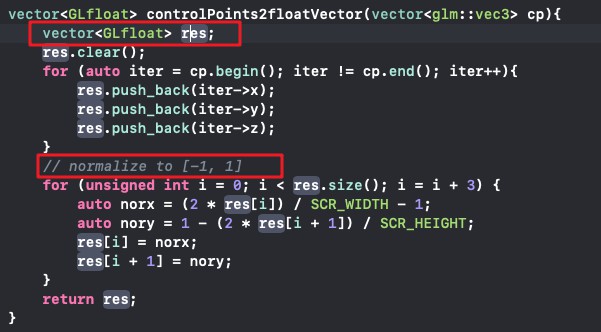 vector<GLfloat> controlPoints2floatVector(vector<glm::vec3> cp){
    vector<GLfloat> res;
    res.clear();
    for (auto iter = cp.begin(); iter != cp.end(); iter++){
        res.push_back(iter->x);
        res.push_back(iter->y);
        res.push_back(iter->z);
    }
    // normalize to [-1, 1]
    for (unsigned int i = 0; i < res.size(); i = i + 3) {
        auto norx = (2 * res[i]) / SCR_WIDTH - 1;
        auto nory = 1 - (2 * res[i + 1]) / SCR_HEIGHT;
        res[i] = norx;
        res[i + 1] = nory;
    }
    return res;
}